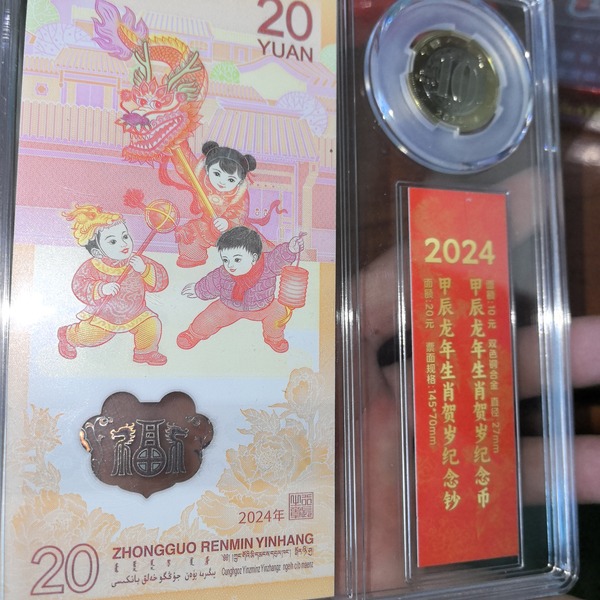 20
YUAN
福
2024年
20
ZHONGGUO RENMIN YINHANG
10
2024
面额:10元 双色铜合金 直径:27mm
甲辰龙年生肖贺岁纪念币
甲辰龙年生肖贺岁纪念钞
面额:20元 票面规格:145*70mm